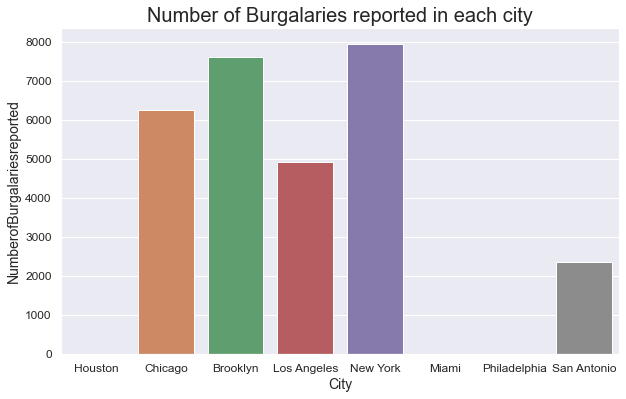 Number of Burgalaries reported in each city
NumberofBurgalariesreported
8000
7000
6000
5000
4000
3000
2000
1000
0
Houston Chicago Brooklyn Los Angeles New York Miami Philadelphia San Antonio
City